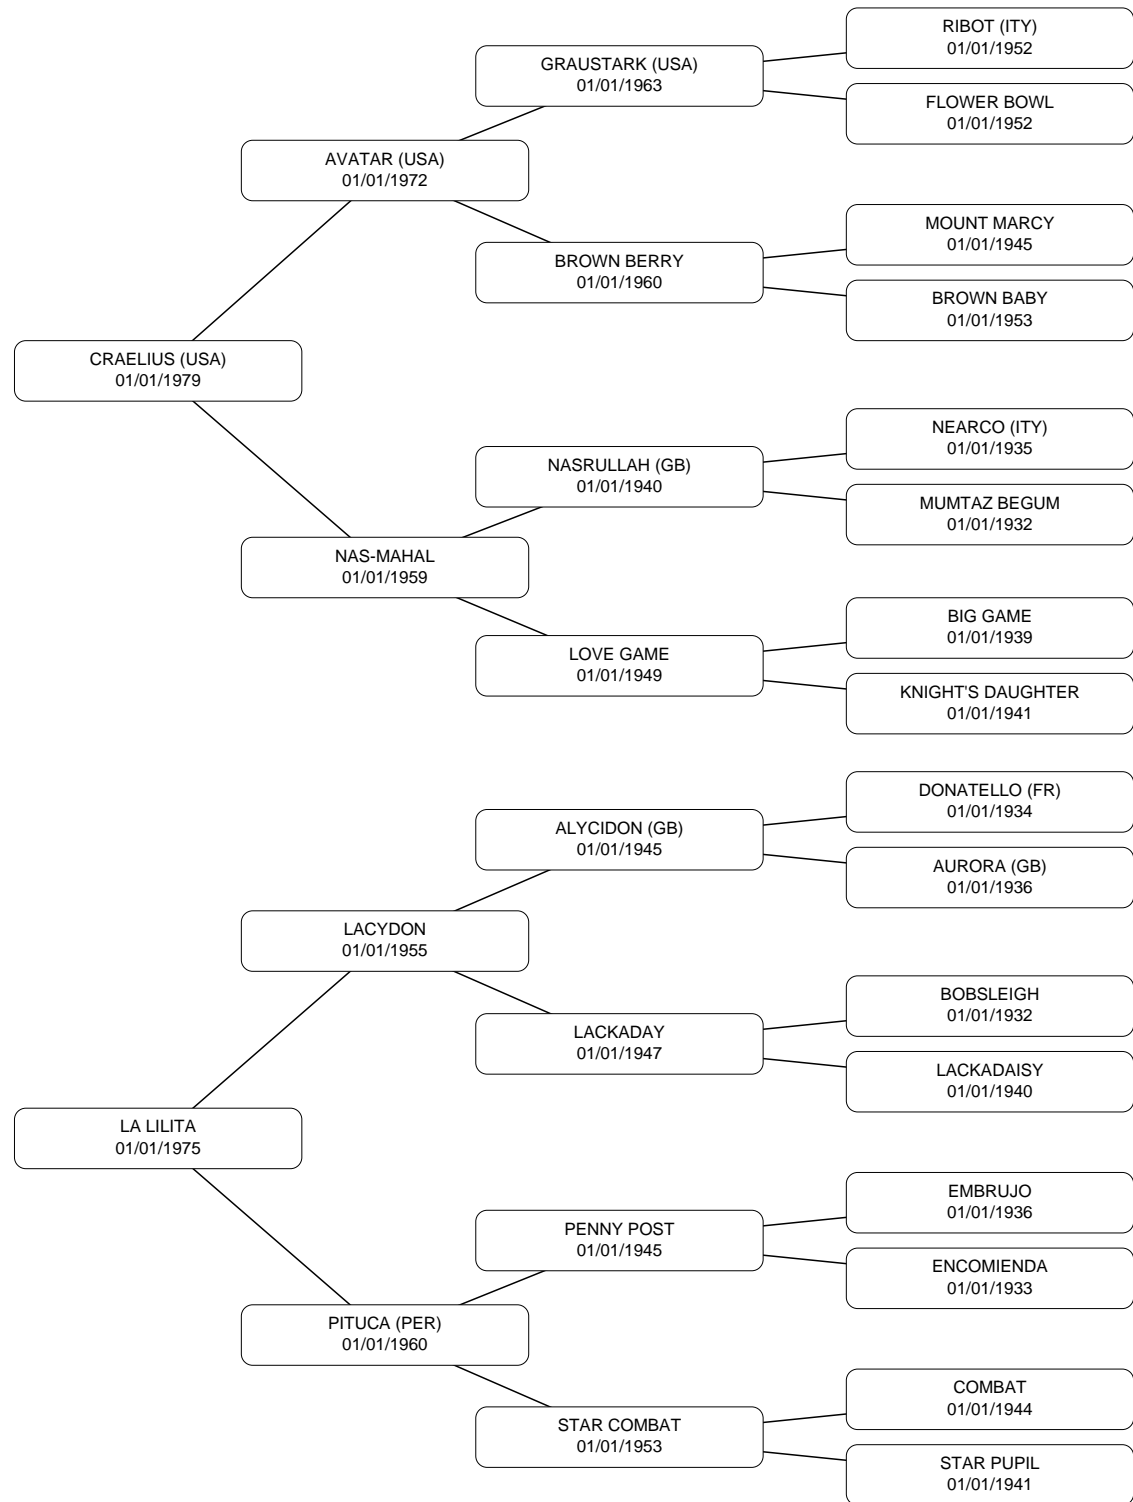 RIBOT (ITY)
01/01/1952
GRAUSTARK (USA)
01/01/1963
FLOWER BOWL
01/01/1952
AVATAR (USA)
01/01/1972
MOUNT MARCY
01/01/1945
BROWN BERRY
01/01/1960
BROWN BABY
01/01/1953
CRAELIUS (USA)
01/01/1979
NEARCO (ITY)
01/01/1935
NASRULLAH (GB)
01/01/1940
MUMTAZ BEGUM
01/01/1932
NAS-MAHAL
01/01/1959
BIG GAME
01/01/1939
LOVE GAME
01/01/1949
KNIGHT'S DAUGHTER
01/01/1941
DONATELLO (FR)
01/01/1934
ALYCIDON (GB)
01/01/1945
AURORA (GB)
01/01/1936
LACYDON
01/01/1955
BOBSLEIGH
01/01/1932
LACKADAY
01/01/1947
LACKADAISY
01/01/1940
LA LILITA
01/01/1975
EMBRUJO
01/01/1936
PENNY POST
01/01/1945
ENCOMIENDA
01/01/1933
PITUCA (PER)
01/01/1960
COMBAT
01/01/1944
STAR COMBAT
01/01/1953
STAR PUPIL
01/01/1941